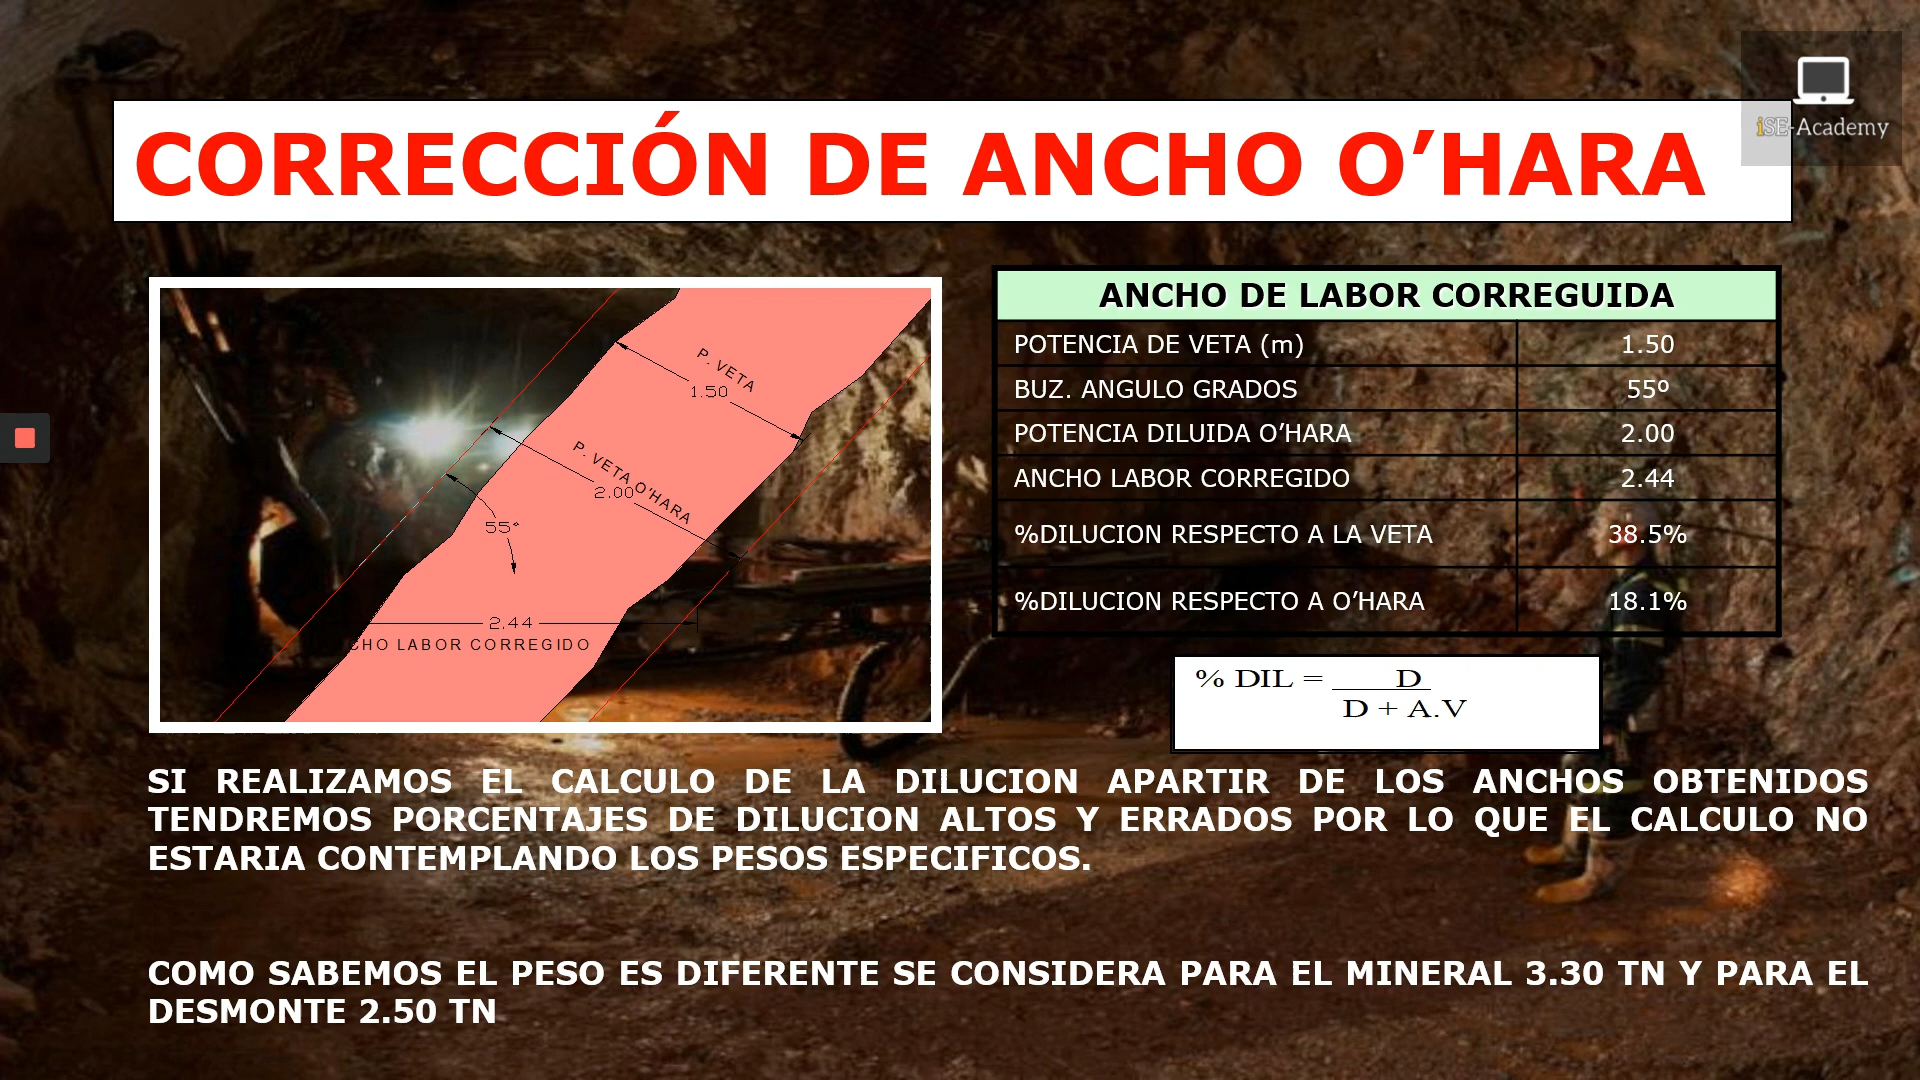 iSE-Academy
CORRECCIÓN DE ANCHO O’HARA
P. VETA
1.50
P. VETA O'HARA
2.00
55°
2.44
CHO LABOR CORREGIDO
ANCHO DE LABOR CORREGUIDA
POTENCIA DE VETA (m) 1.50
BUZ. ANGULO GRADOS 55º
POTENCIA DILUIDA O’HARA 2.00
ANCHO LABOR CORREGIDO 2.44
%DILUCION RESPECTO A LA VETA 38.5%
%DILUCION RESPECTO A O’HARA 18.1%
% DIL = D
D + A.V
SI REALIZAMOS EL CALCULO DE LA DILUCION APARTIR DE LOS ANCHOS OBTENIDOS
TENDREMOS PORCENTAJES DE DILUCION ALTOS Y ERRADOS POR LO QUE EL CALCULO NO
ESTARIA CONTEMPLANDO LOS PESOS ESPECIFICOS.
COMO SABEMOS EL PESO ES DIFERENTE SE CONSIDERA PARA EL MINERAL 3.30 TN Y PARA EL
DESMONTE 2.50 TN